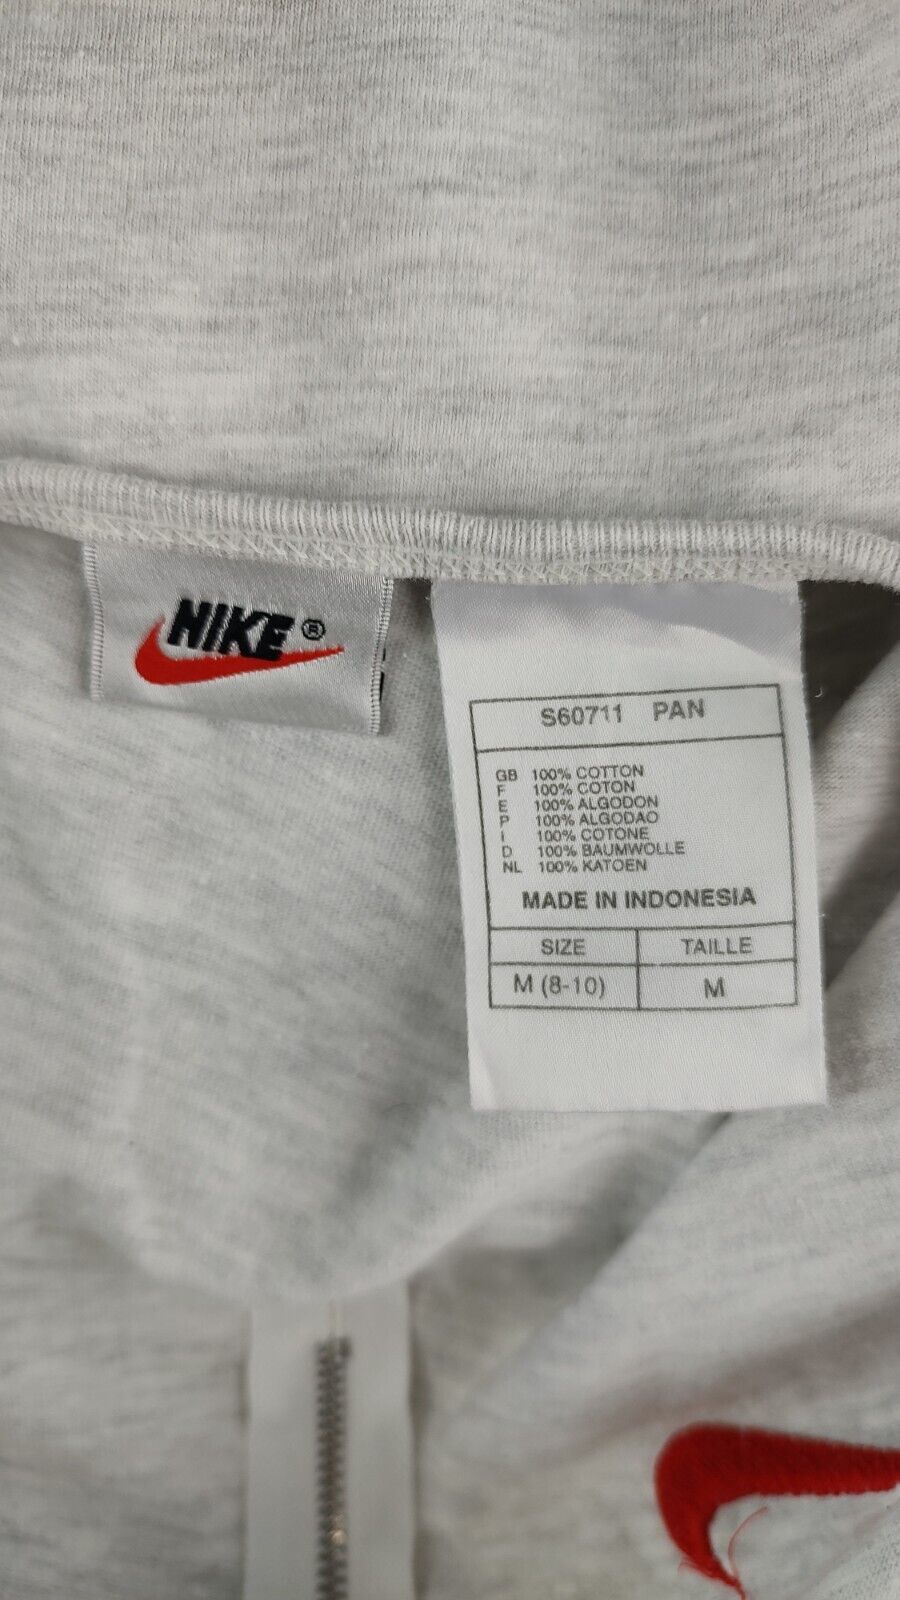 NIKE®
S60711 PAN
GB 100% COTTON
F 100% COTON
E 100% ALGODON
P 100% ALGODAO
I 100% COTONE
D 100% BAUMWOLLE
NL 100% KATOEN
MADE IN INDONESIA
SIZE TAILLE
M (8-10) M